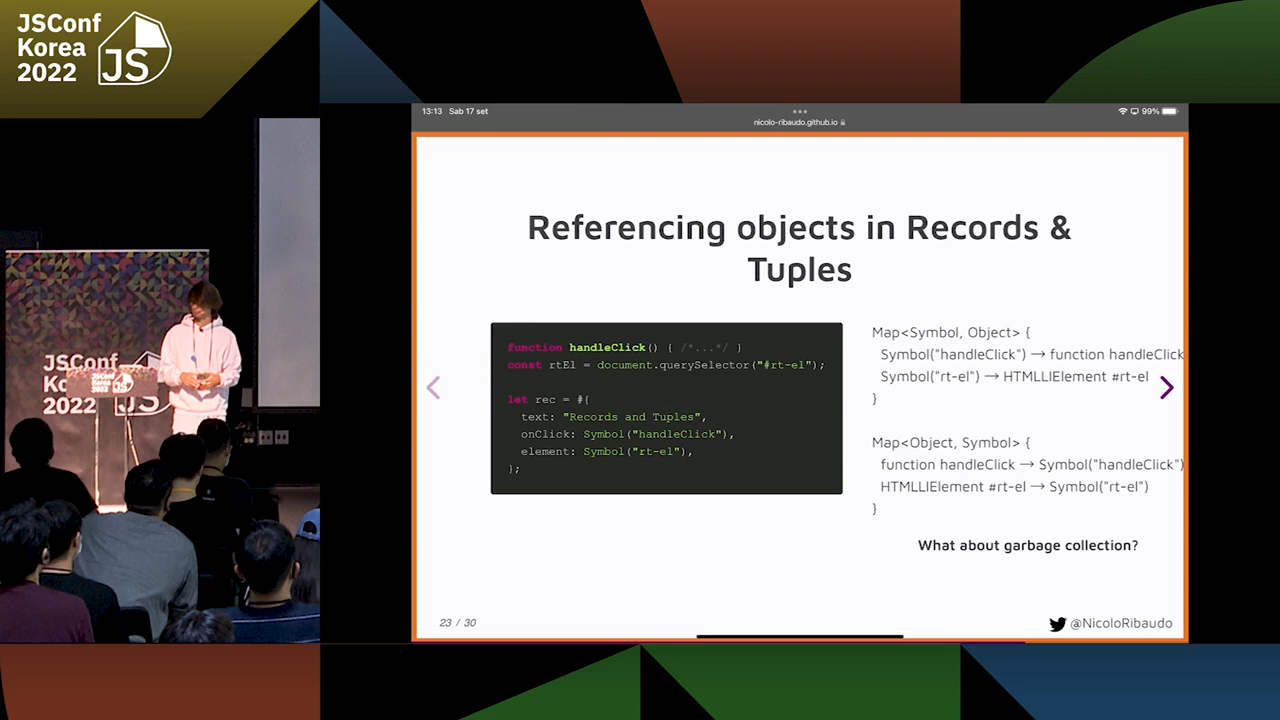 JSConf
Korea
2022
JS
13:13 Sab 17 set
nicolo-ribaudo.github.io
99%
Referencing objects in Records &
Tuples
function handleClick() { /*...*/ }
const rtEl = document.querySelector("#rt-el");
let rec = #{
text: "Records and Tuples",
onClick: Symbol("handleClick"),
element: Symbol("rt-el"),
};
Map<Symbol, Object> {
Symbol("handleClick") → function handleClick
Symbol("rt-el") → HTMLLIElement #rt-el
}
Map<Object, Symbol> {
function handleClick → Symbol("handleClick")
HTMLLIElement #rt-el → Symbol("rt-el")
}
What about garbage collection?
23 / 30
@NicoloRibaudo
JSConf
2022
JS
JSConf
Korea
2022
JS